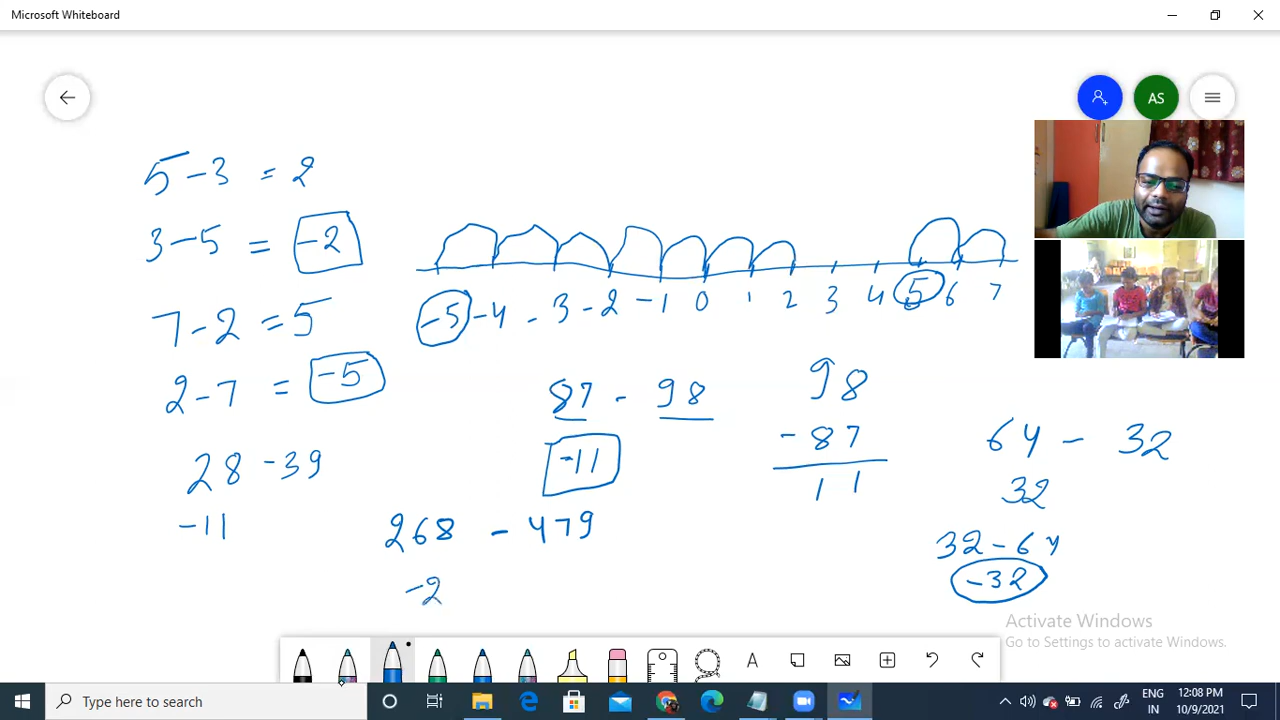 Microsoft Whiteboard
AS
5 - 3 = 2
3 - 5 = -2
7 - 2 = 5
2 - 7 = -5
28 - 39
-11
-5 -4 -3 -2 -1 0 1 2 3 4 5 6 7
87 - 98
-11
268 - 479
-2
98
- 87
11
64 - 32
32
32 - 64
-32
Activate Windows
Go to Settings to activate Windows.
A
Type here to search
ENG
IN
12:08 PM
10/9/2021